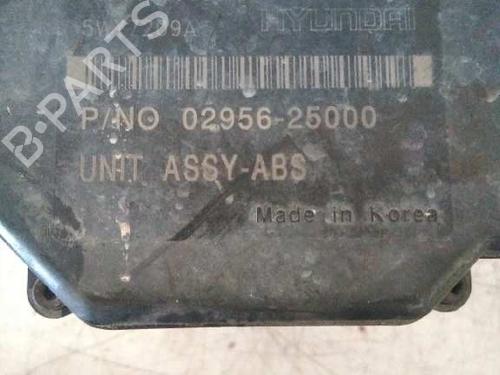 HYUNDAI
P/NO 02956-25000
UNIT ASSY-ABS
Made in Korea
B-PARTS